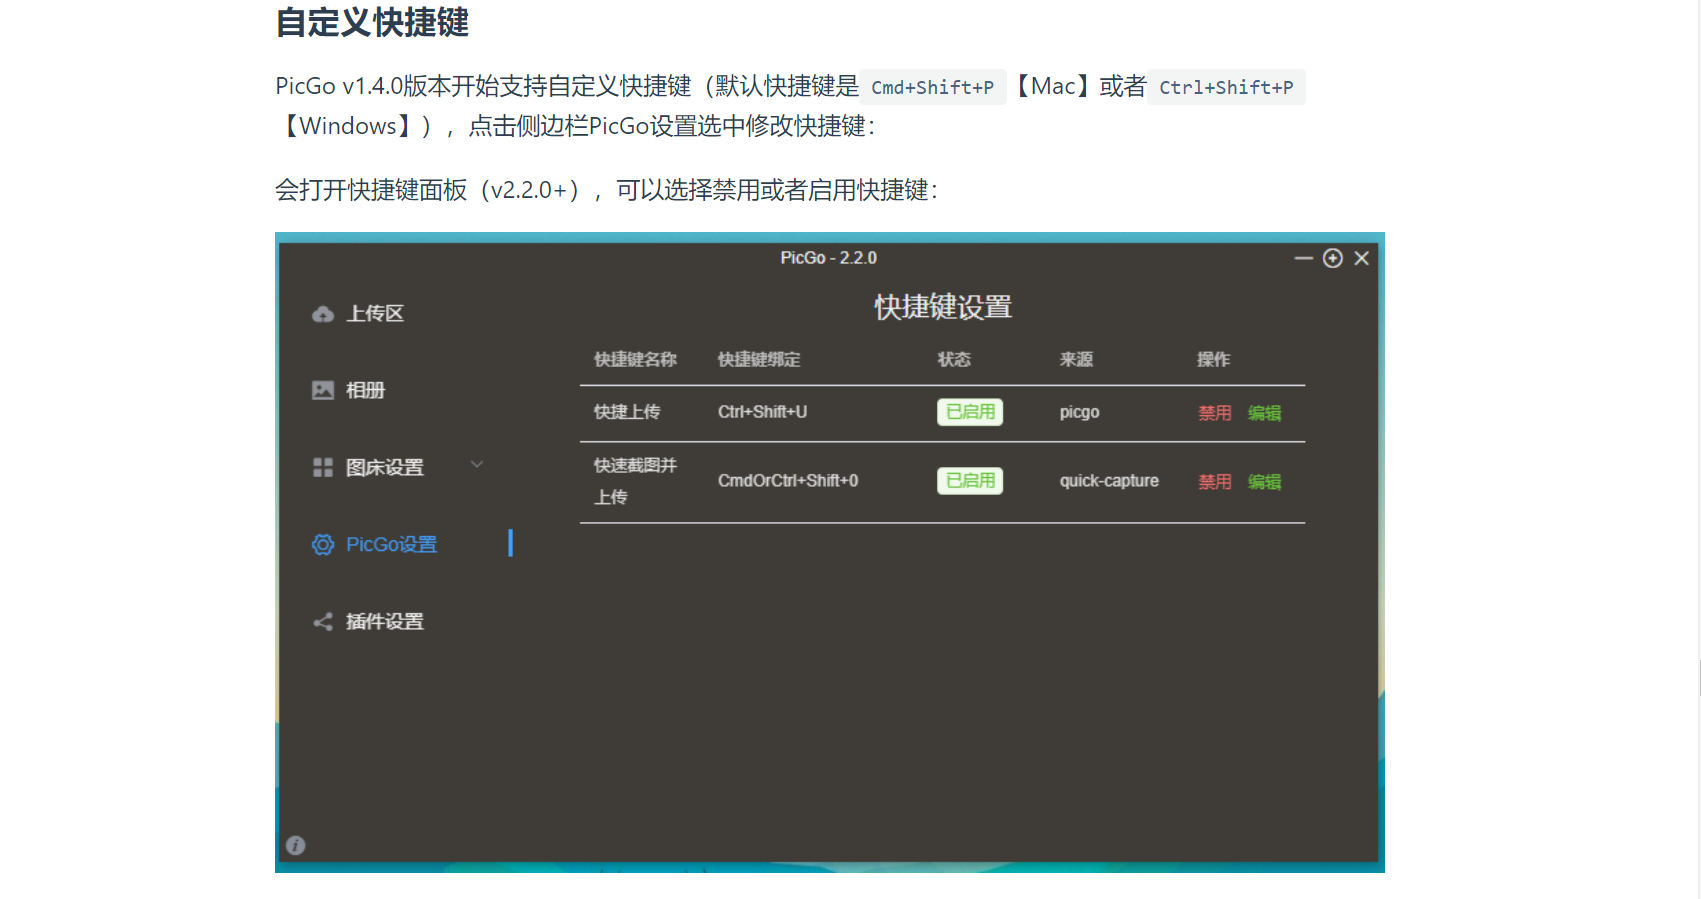 自定义快捷键
PicGo v1.4.0版本开始支持自定义快捷键（默认快捷键是 Cmd+Shift+P 【Mac】或者 Ctrl+Shift+P
【Windows】），点击侧边栏PicGo设置选中修改快捷键：
会打开快捷键面板（v2.2.0+），可以选择禁用或者启用快捷键：
PicGo - 2.2.0
上传区
相册
图床设置
PicGo设置
插件设置
快捷键设置
快捷键名称 快捷键绑定 状态 来源 操作
快捷上传 Ctrl+Shift+U 已启用 picgo 禁用 编辑
快速截图并
上传 CmdOrCtrl+Shift+0 已启用 quick-capture 禁用 编辑